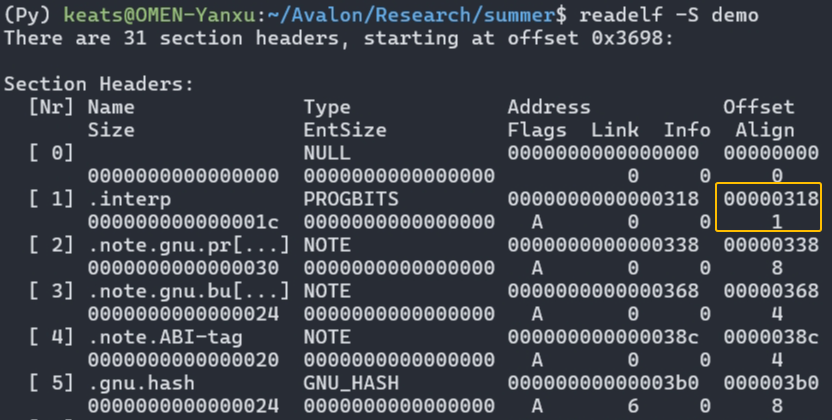 (Py) keats@OMEN-Yanxu:~/Avalon/Research/summer$ readelf -S demo
There are 31 section headers, starting at offset 0x3698:
Section Headers:
[Nr] Name Type Address Offset
Size EntSize Flags Link Info Align
[ 0] NULL 0000000000000000 00000000
0000000000000000 0000000000000000 0 0 0
[ 1] .interp PROGBITS 0000000000000318 00000318
000000000000001c 0000000000000000 A 0 0 1
[ 2] .note.gnu.pr[...] NOTE 0000000000000338 00000338
0000000000000030 0000000000000000 A 0 0 8
[ 3] .note.gnu.bu[...] NOTE 0000000000000368 00000368
0000000000000024 0000000000000000 A 0 0 4
[ 4] .note.ABI-tag NOTE 000000000000038c 0000038c
0000000000000020 0000000000000000 A 0 0 4
[ 5] .gnu.hash GNU_HASH 00000000000003b0 000003b0
0000000000000024 0000000000000000 A 6 0 8